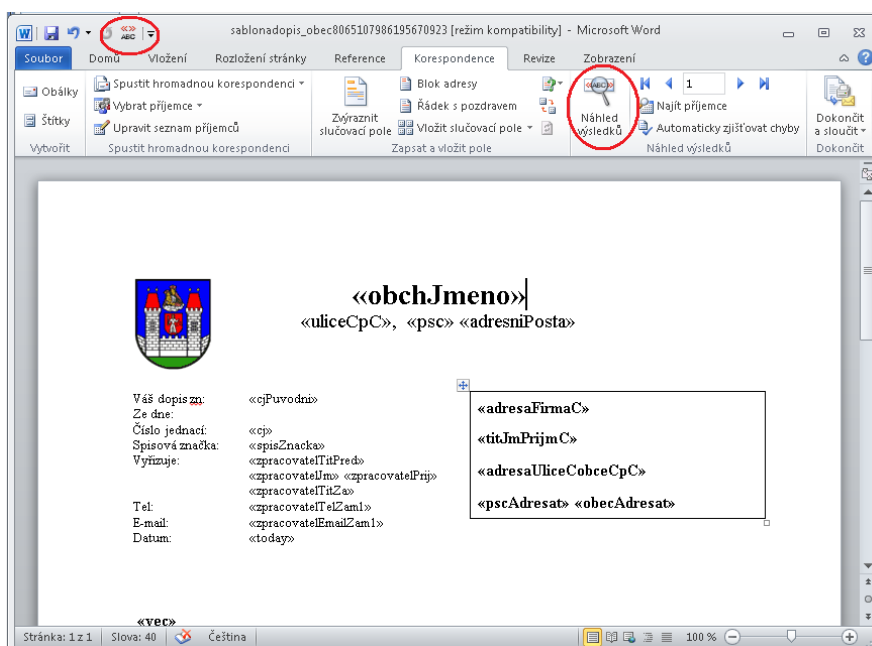 sablonadopis_obec8065107986195670923 [režim kompatibility] - Microsoft Word
Soubor Domů Vložení Rozložení stránky Reference Korespondence Revize Zobrazení
Obálky
Štítky
Vytvořit
Spustit hromadnou korespondenci
Vybrat příjemce
Upravit seznam příjemců
Spustit hromadnou korespondenci
Zvýraznit
slučovací pole
Blok adresy
Řádek s pozdravem
Vložit slučovací pole
Zapsat a vložit pole
«ABC»
Náhled
výsledků
1
Najít příjemce
Automaticky zjišťovat chyby
Náhled výsledků
Dokončit
a sloučit
Dokončit
«obchJmeno»
«uliceCpC», «psc» «adresniPosta»
Váš dopis zn: «cjPuvodni»
Ze dne:
Číslo jednací: «cj»
Spisová značka: «spisZnacka»
Vyřizuje: «zpracovatelTitPred»
«zpracovatelJm» «zpracovatelPrij»
«zpracovatelTitZa»
Tel: «zpracovatelTelZam1»
E-mail: «zpracovatelEmailZam1»
Datum: «today»
«adresaFirmaC»
«titJmPrijmC»
«adresaUliceCobceCpC»
«pscAdresat» «obecAdresat»
«vec»
Stránka: 1 z 1 Slova: 40 Čeština 100 %